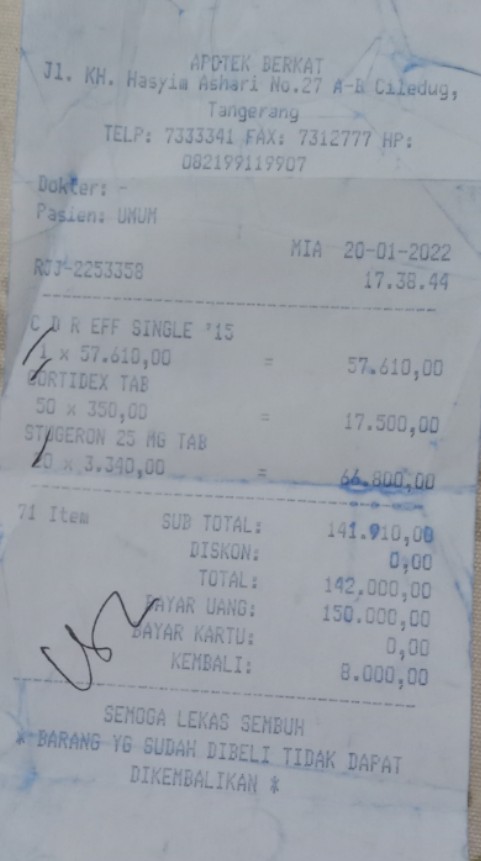 APOTEK BERKAT
Jl. KH. Hasyim Ashari No.27 A-B Ciledug,
Tangerang
TELP: 7333341 FAX: 7312777 HP:
082199119907
Dokter: -
Pasien: UMUM
MIA 20-01-2022
RJJ-2253358 17.38.44
C D R EFF SINGLE '15
1 x 57.610,00 = 57.610,00
CORTIDEX TAB
50 x 350,00 = 17.500,00
STUGERON 25 MG TAB
20 x 3.340,00 = 66.800,00
71 Item SUB TOTAL: 141.910,00
DISKON: 0,00
TOTAL: 142.000,00
BAYAR UANG: 150.000,00
BAYAR KARTU: 0,00
KEMBALI: 8.000,00
SEMOGA LEKAS SEMBUH
* BARANG YG SUDAH DIBELI TIDAK DAPAT
DIKEMBALIKAN *